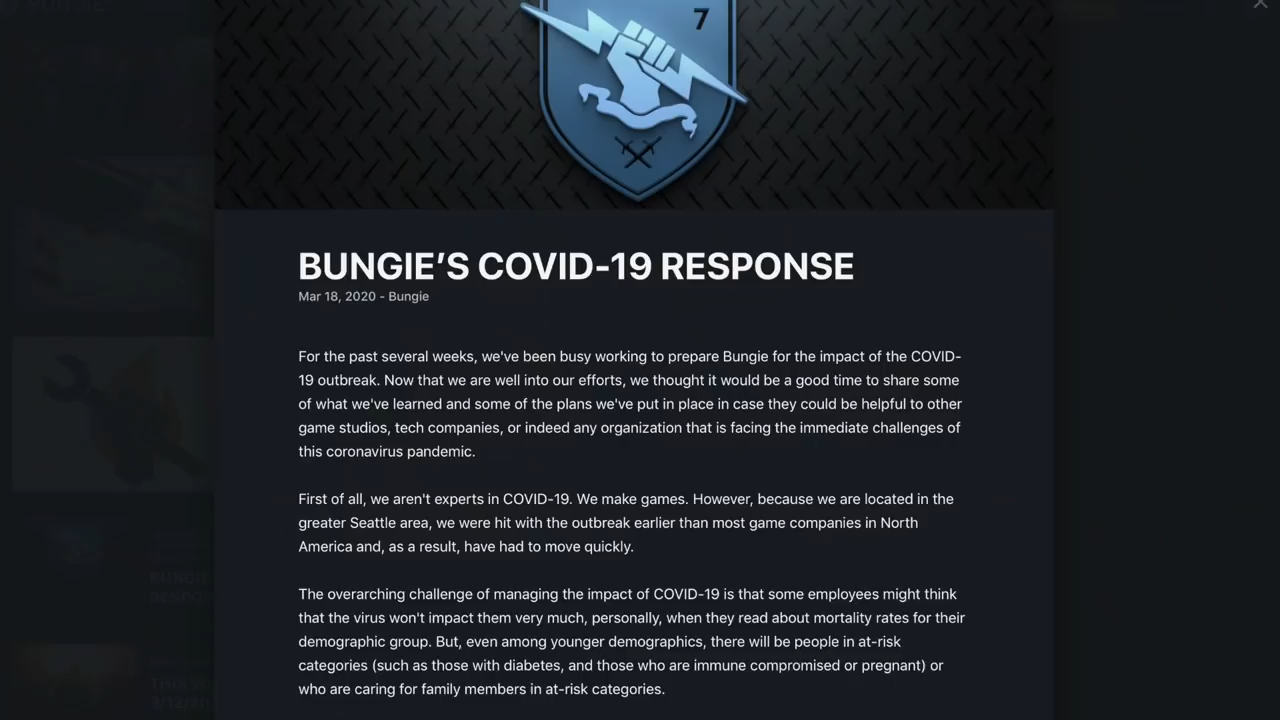 7
BUNGIE’S COVID-19 RESPONSE
Mar 18, 2020 - Bungie
For the past several weeks, we've been busy working to prepare Bungie for the impact of the COVID-
19 outbreak. Now that we are well into our efforts, we thought it would be a good time to share some
of what we've learned and some of the plans we've put in place in case they could be helpful to other
game studios, tech companies, or indeed any organization that is facing the immediate challenges of
this coronavirus pandemic.
First of all, we aren't experts in COVID-19. We make games. However, because we are located in the
greater Seattle area, we were hit with the outbreak earlier than most game companies in North
America and, as a result, have had to move quickly.
The overarching challenge of managing the impact of COVID-19 is that some employees might think
that the virus won't impact them very much, personally, when they read about mortality rates for their
demographic group. But, even among younger demographics, there will be people in at-risk
categories (such as those with diabetes, and those who are immune compromised or pregnant) or
who are caring for family members in at-risk categories.